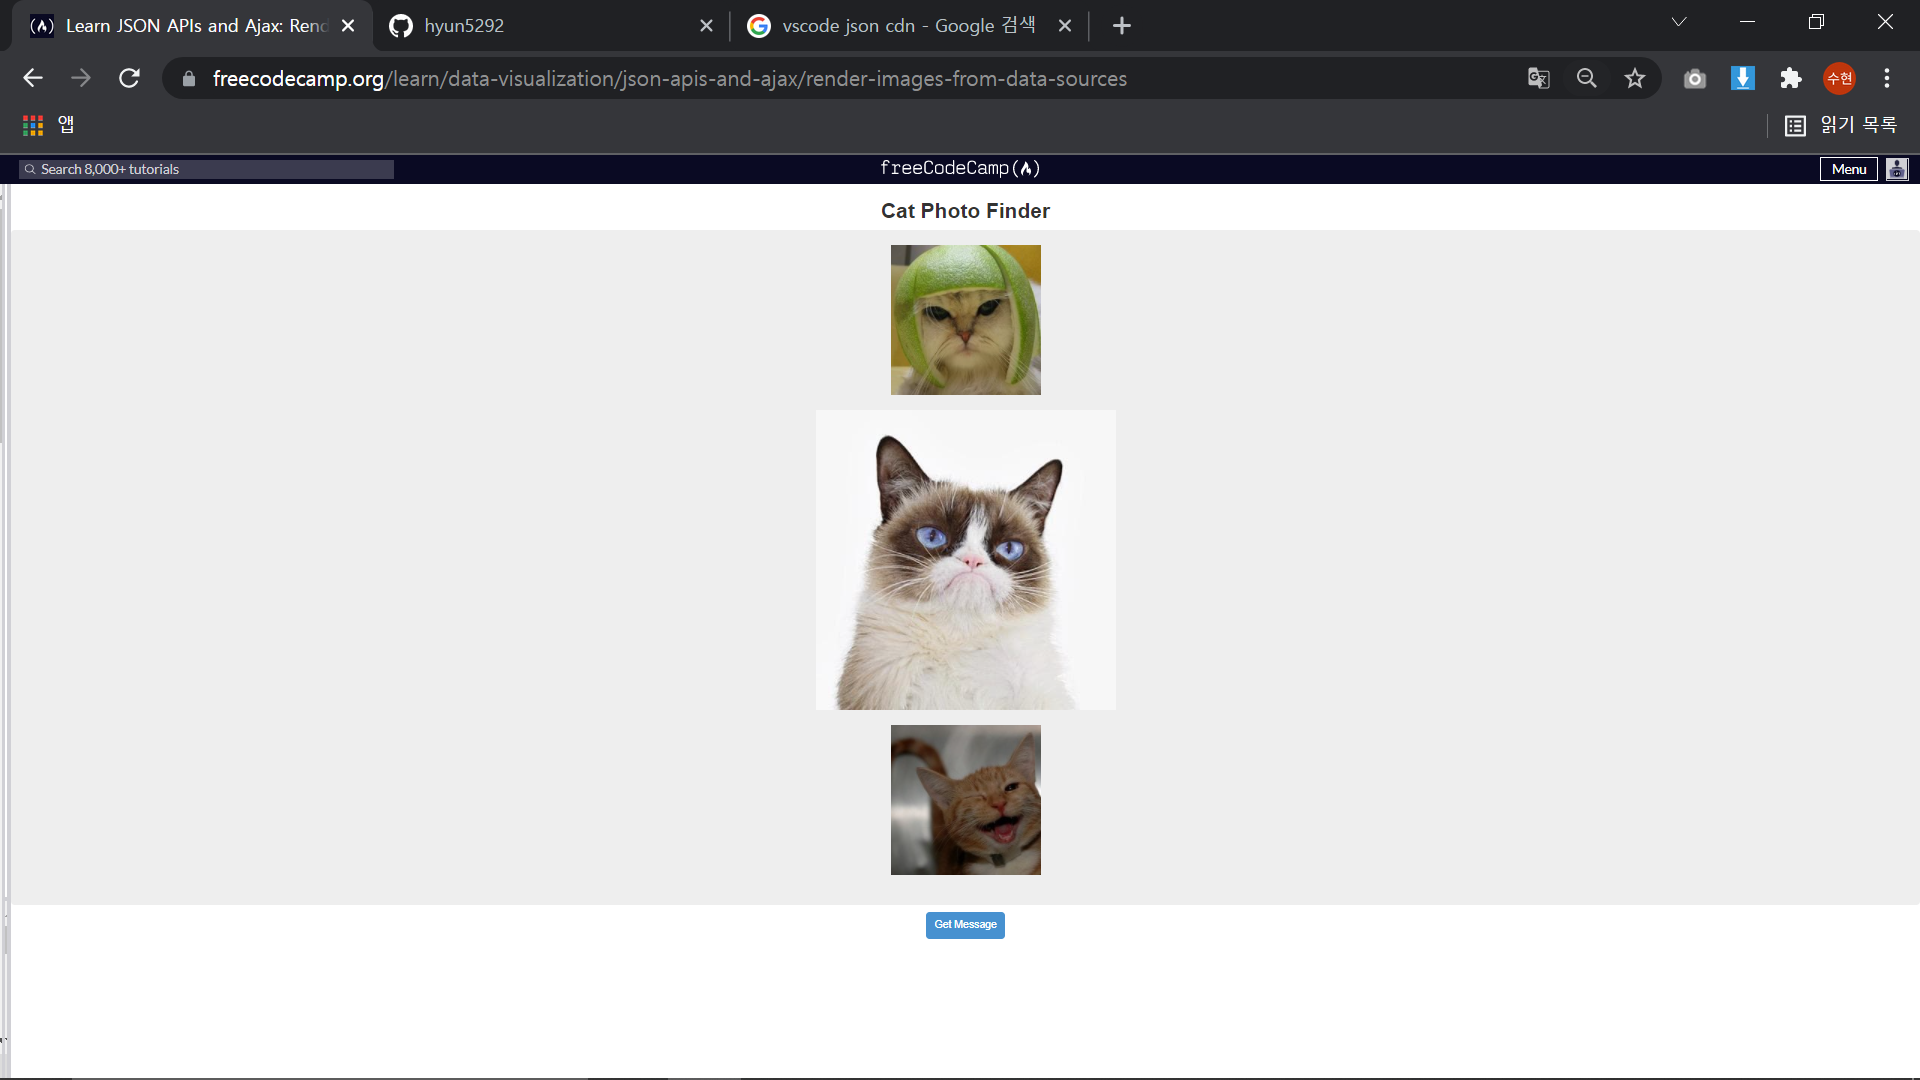 Learn JSON APIs and Ajax: Rend
hyun5292
vscode json cdn - Google 검색
freecodecamp.org/learn/data-visualization/json-apis-and-ajax/render-images-from-data-sources
수현
앱
읽기 목록
Search 8,000+ tutorials
freeCodeCamp
Menu
Cat Photo Finder
Get Message